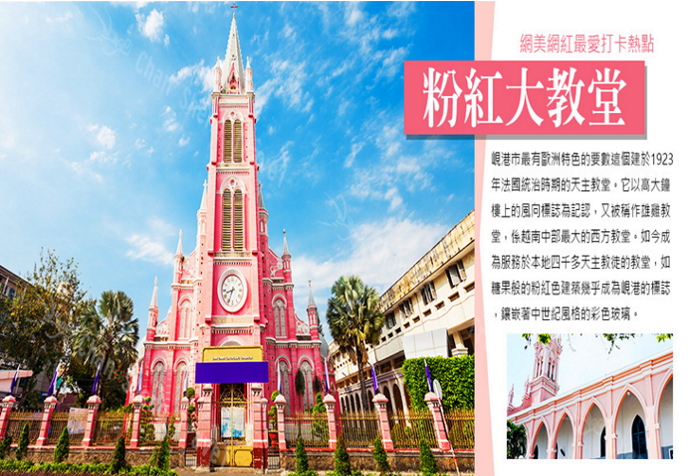 網美網紅最愛打卡熱點
粉紅大教堂
峴港市最有歐洲特色的要數這個建於1923
年法國統治時期的天主教堂。它以高大鐘
樓上的風向標誌為記認，又被稱作雄雞教
堂，係越南中部最大的西方教堂。如今成
為服務於本地四千多天主教徒的教堂，如
糖果般的粉紅色建築幾乎成為峴港的標誌
，鑲嵌著中世紀風格的彩色玻璃。